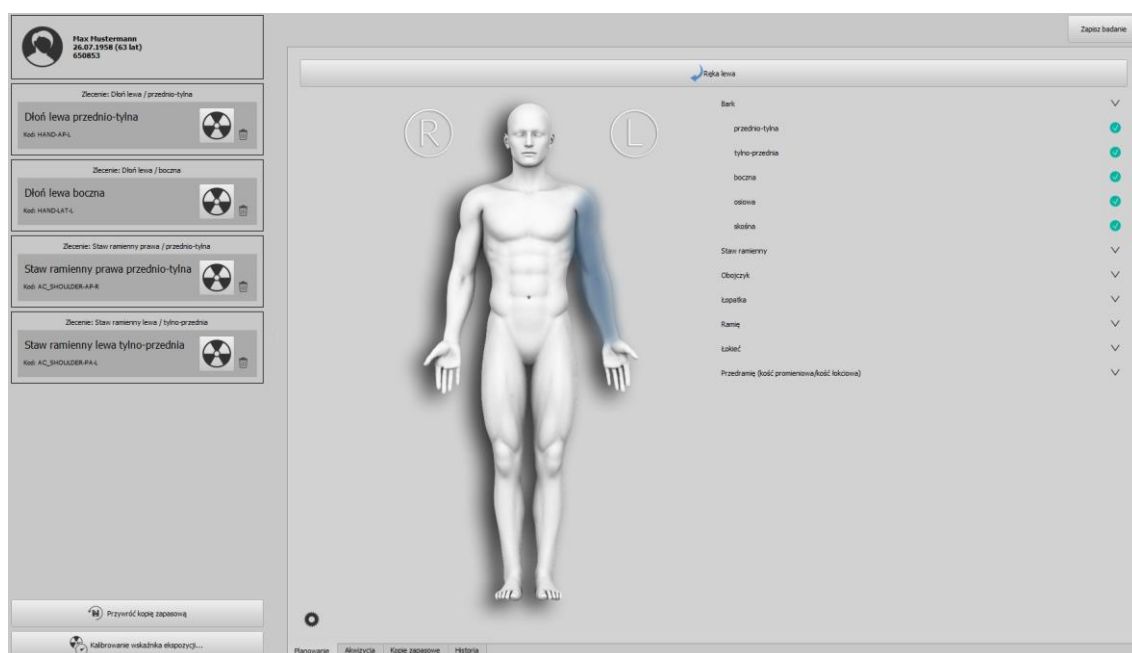 Max Mustermann
26.07.1958 (63 lat)
650853
Zapisz badanie
Zlecenie: Dłoń lewa / przednio-tylna
Dłoń lewa przednio-tylna
Kod: HAND-AP-L
Zlecenie: Dłoń lewa / boczna
Dłoń lewa boczna
Kod: HAND-LAT-L
Zlecenie: Staw ramienny prawa / przednio-tylna
Staw ramienny prawa przednio-tylna
Kod: AC_SHOULDER-AP-R
Zlecenie: Staw ramienny lewa / tylno-przednia
Staw ramienny lewa tylno-przednia
Kod: AC_SHOULDER-PA-L
Przywróć kopię zapasową
Kalibrowanie wskaźnika ekspozycji...
Ręka lewa
R
L
Bark
przednio-tylna
tylno-przednia
boczna
osiowa
skośna
Staw ramienny
Obojczyk
Łopatka
Ramię
Łokieć
Przedramię (kość promieniowa/kość łokciowa)
Planowanie Akwizycja Kopie zapasowe Historia